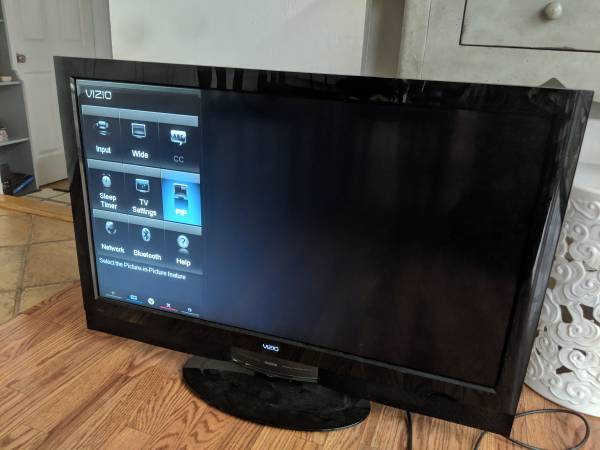 VIZIO
Input Wide CC
Sleep Timer
TV Settings
PIP
Network Bluetooth Help
Select the Picture-in-Picture feature
VIZIO